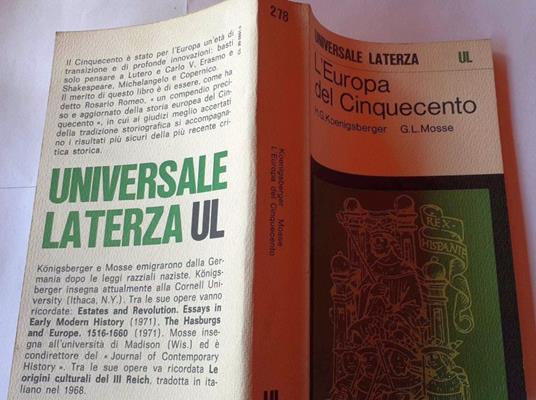 Il Cinquecento è stato per l'Europa un'età di
transizione e di profonde innovazioni: basti
solo pensare a Lutero e Carlo V. Erasmo e
Shakespeare, Michelangelo e Copernico.
Il merito di questo libro è di essere, come ha
detto Rosario Romeo, « un compendio preci-
so e aggiornato della storia europea del Cin-
quecento », in cui ai giudizi meglio accertati
della tradizione storiografica si accompagna-
no i risultati più sicuri della più recente cri-
tica storica.
UNIVERSALE
LATERZA UL
Königsberger e Mosse emigrarono dalla Ger-
mania dopo le leggi razziali naziste. Königs-
berger insegna attualmente alla Cornell Uni-
versity (Ithaca, N.Y.). Tra le sue opere vanno
ricordate: Estates and Revolution. Essays in
Early Modern History (1971), The Hasburgs
and Europe. 1516-1660 (1971). Mosse inse-
gna all'università di Madison (Wis.) ed è
condirettore del « Journal of Contemporary
History ». Tra le sue opere va ricordata Le
origini culturali del III Reich, tradotta in ita-
liano nel 1968.
278
Koenigsberger Mosse
L'Europa del Cinquecento
UL
UNIVERSALE LATERZA UL
L'Europa
del Cinquecento
H.G.Koenigsberger G.L.Mosse
REX
HISPANIE